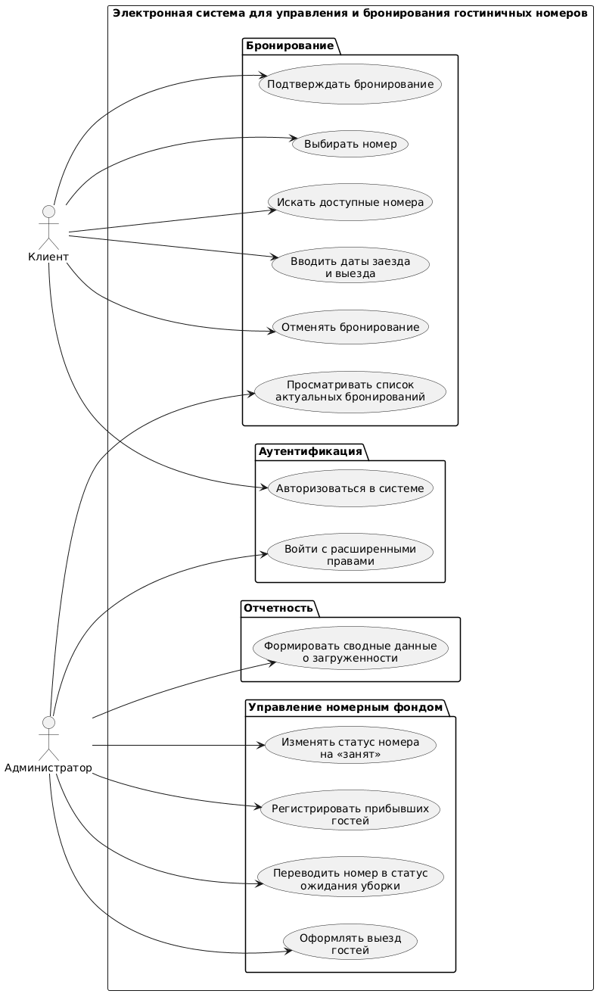 Электронная система для управления и бронирования гостиничных номеров
Бронирование
Подтверждать бронирование
Выбирать номер
Искать доступные номера
Клиент
Вводить даты заезда
и выезда
Отменять бронирование
Просматривать список
актуальных бронирований
Аутентификация
Авторизоваться в системе
Войти с расширенными
правами
Отчетность
Формировать сводные данные
о загруженности
Управление номерным фондом
Изменять статус номера
на «занят»
Администратор
Регистрировать прибывших
гостей
Переводить номер в статус
ожидания уборки
Оформлять выезд
гостей